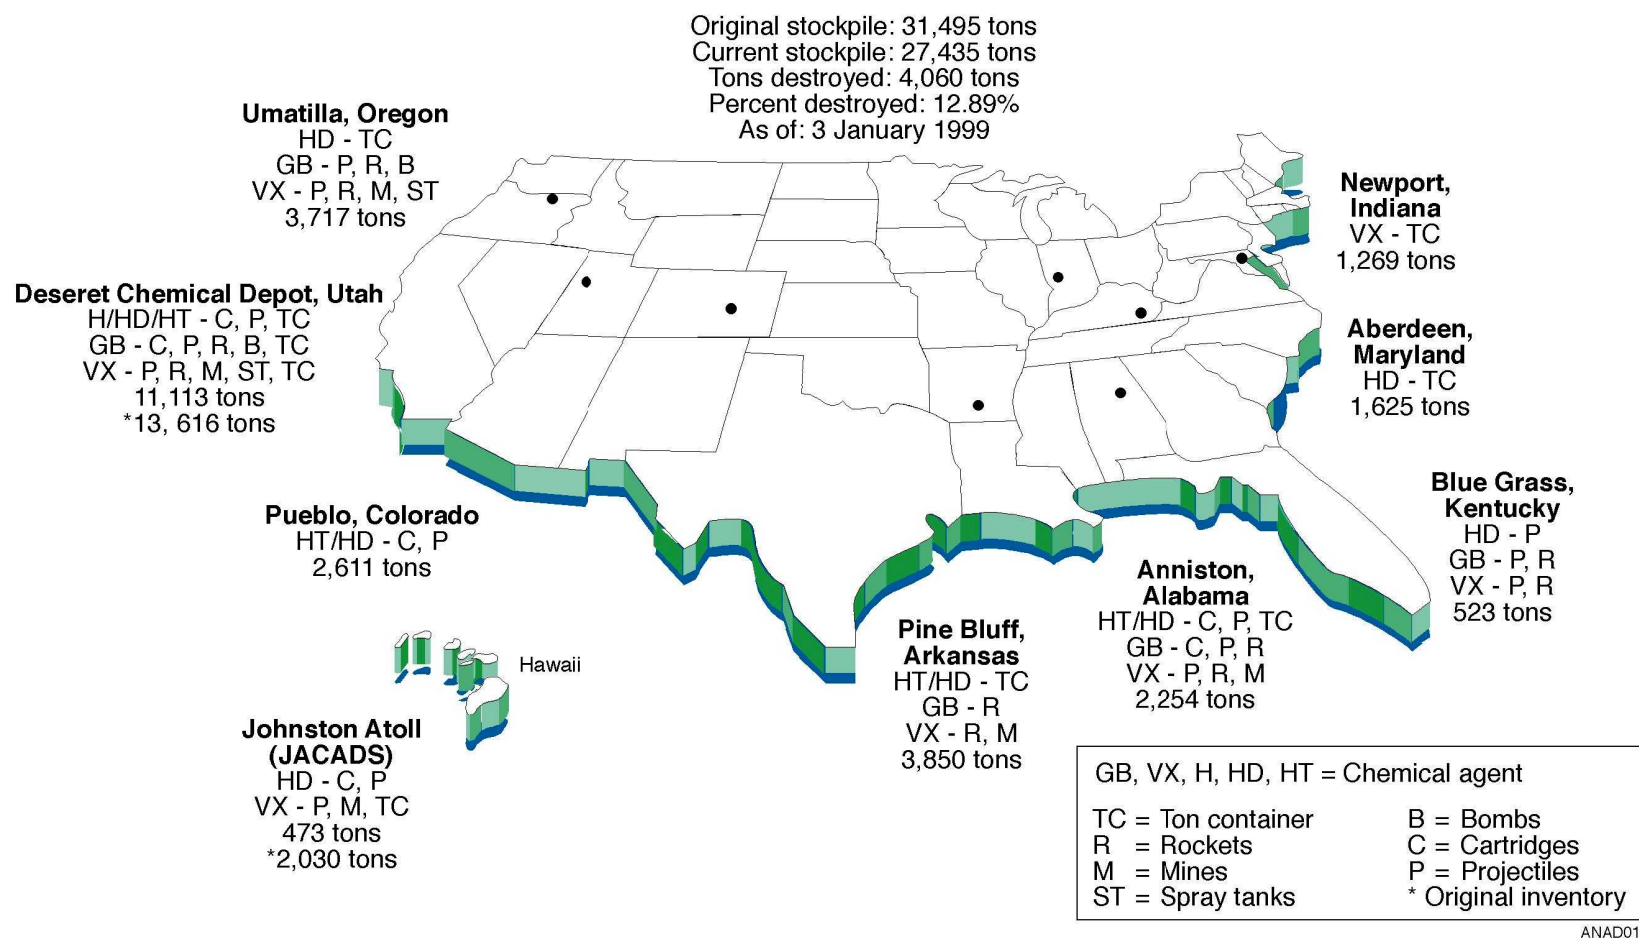 Original stockpile: 31,495 tons
Current stockpile: 27,435 tons
Tons destroyed: 4,060 tons
Percent destroyed: 12.89%
As of: 3 January 1999
Umatilla, Oregon
HD - TC
GB - P, R, B
VX - P, R, M, ST
3,717 tons
Deseret Chemical Depot, Utah
H/HD/HT - C, P, TC
GB - C, P, R, B, TC
VX - P, R, M, ST, TC
11,113 tons
*13, 616 tons
Pueblo, Colorado
HT/HD - C, P
2,611 tons
Hawaii
Johnston Atoll
(JACADS)
HD - C, P
VX - P, M, TC
473 tons
*2,030 tons
Pine Bluff,
Arkansas
HT/HD - TC
GB - R
VX - R, M
3,850 tons
Anniston,
Alabama
HT/HD - C, P, TC
GB - C, P, R
VX - P, R, M
2,254 tons
Newport,
Indiana
VX - TC
1,269 tons
Aberdeen,
Maryland
HD - TC
1,625 tons
Blue Grass,
Kentucky
HD - P
GB - P, R
VX - P, R
523 tons
GB, VX, H, HD, HT = Chemical agent
TC = Ton container
R = Rockets
M = Mines
ST = Spray tanks
B = Bombs
C = Cartridges
P = Projectiles
* Original inventory
ANAD01